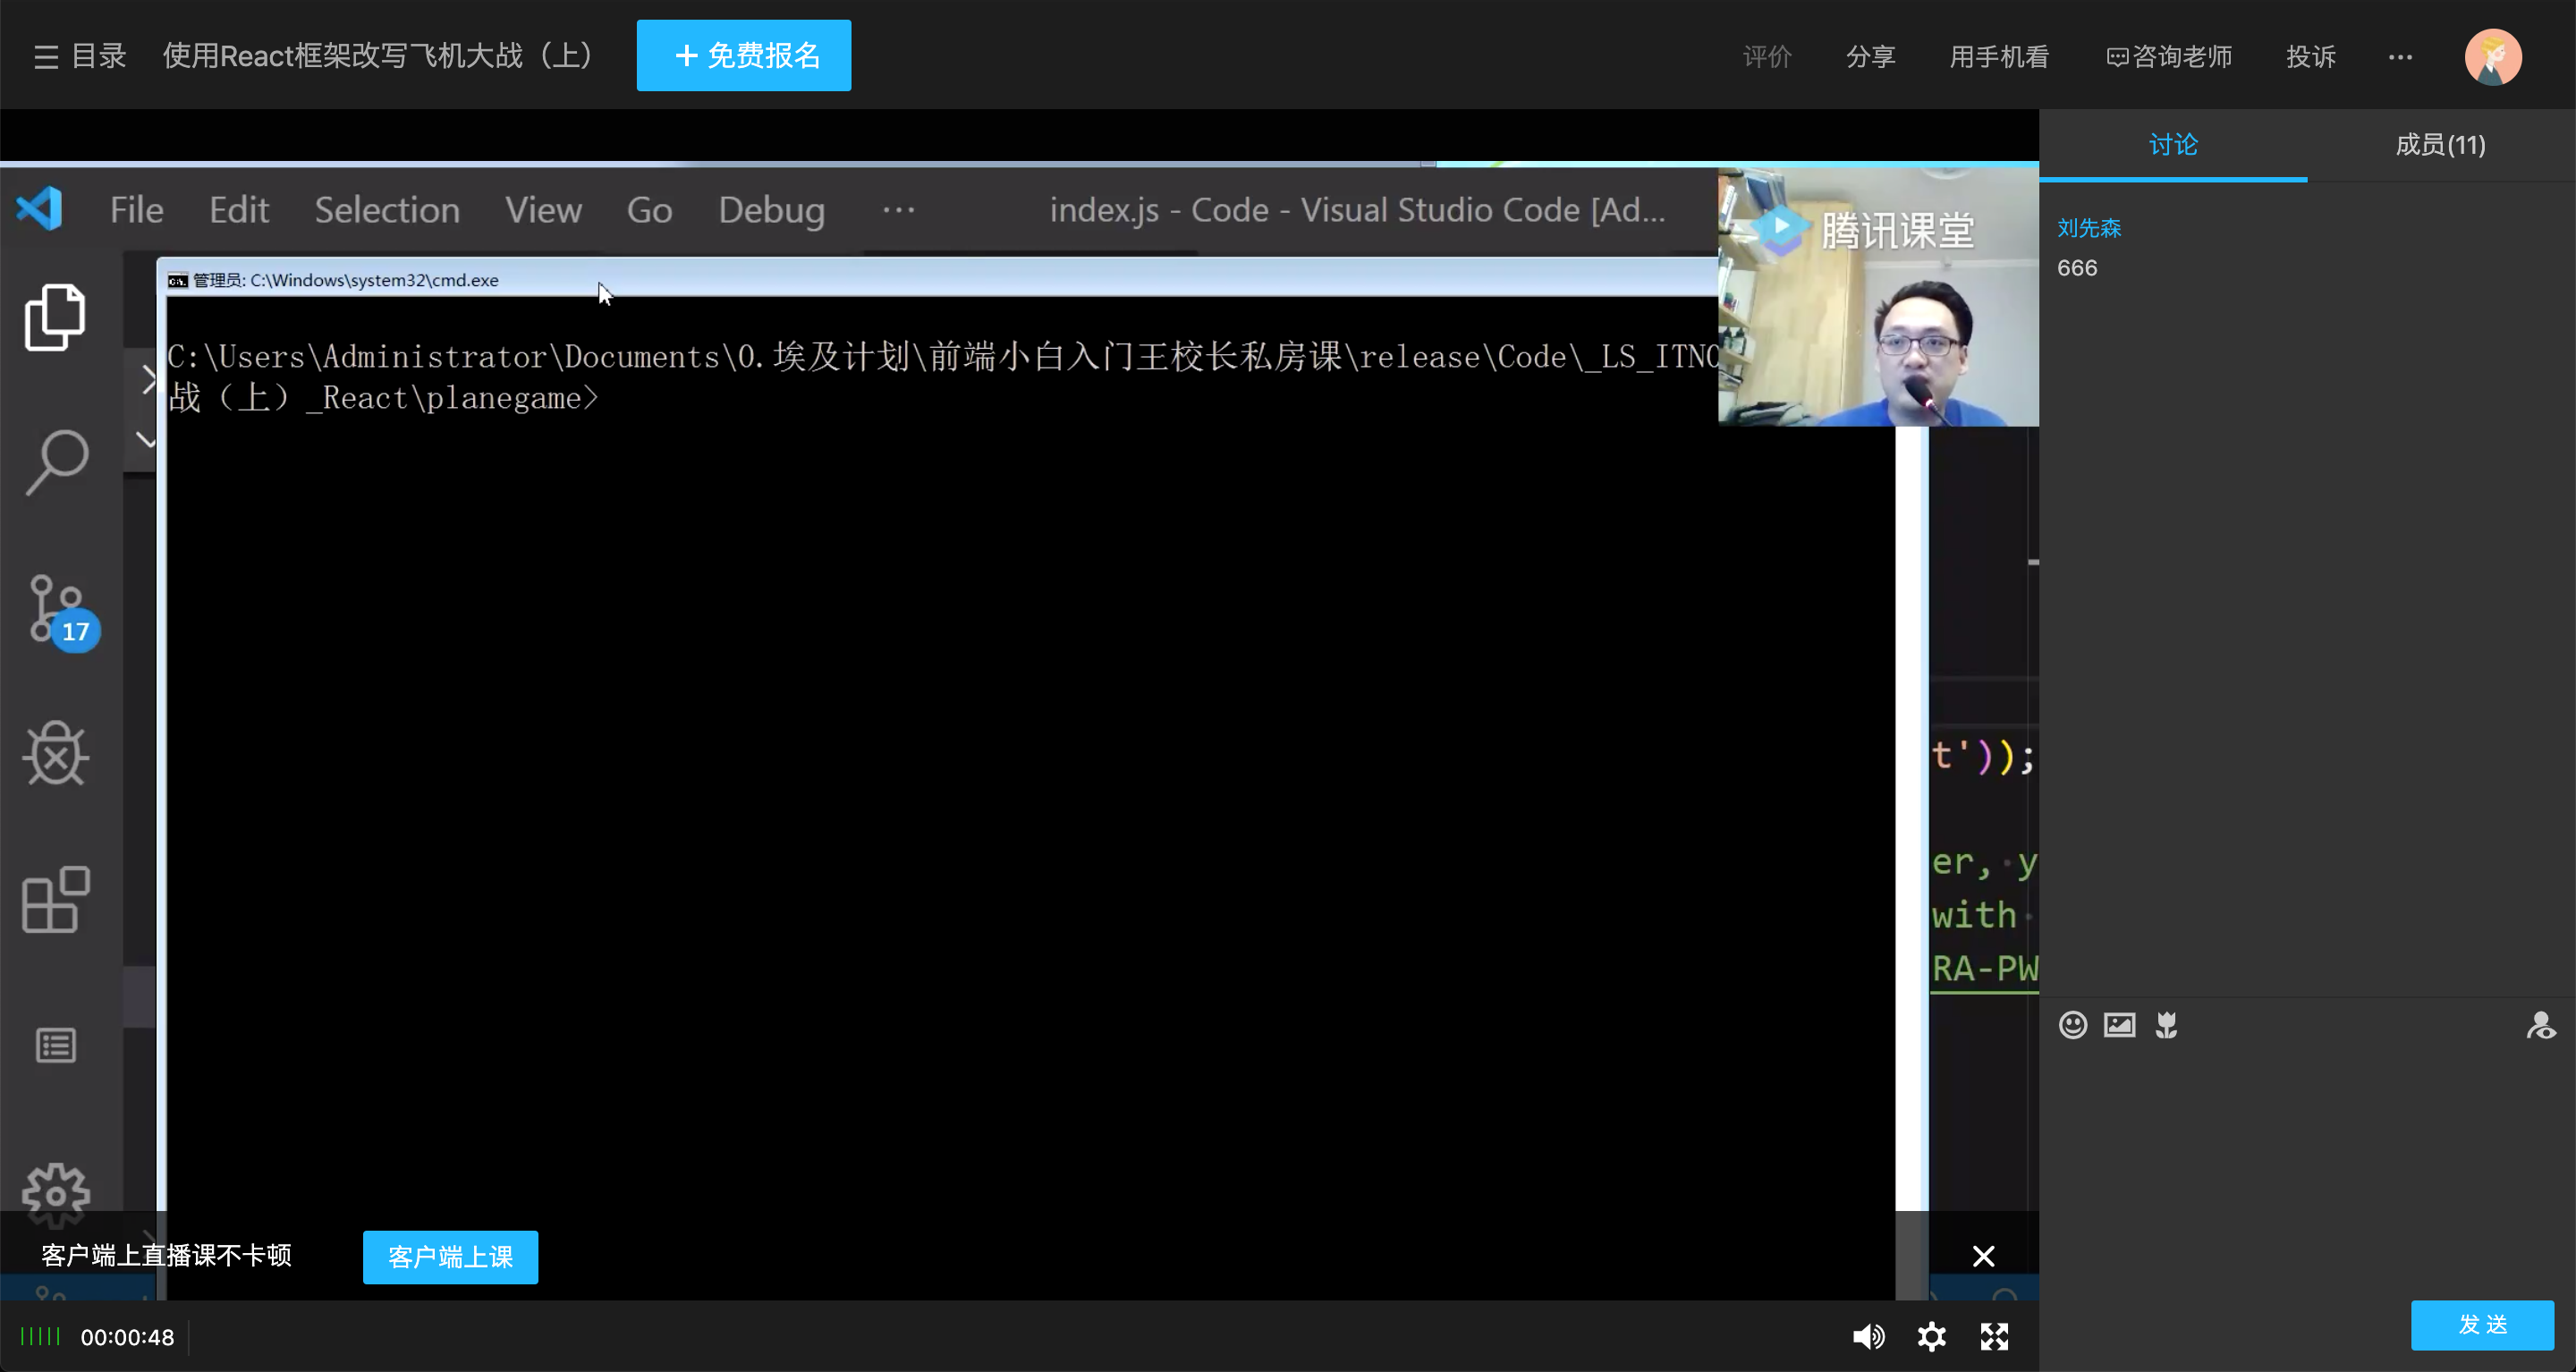 目录
使用React框架改写飞机大战（上）
+ 免费报名
评价
分享
用手机看
咨询老师
投诉
···
讨论
成员(11)
刘先森
666
File Edit Selection View Go Debug ···
index.js - Code - Visual Studio Code [Ad...
腾讯课堂
管理员: C:\Windows\system32\cmd.exe
C:\Users\Administrator\Documents\0.埃及计划\前端小白入门王校长私房课\release\Code\_LS_ITNO
战（上）_React\planegame>
17
t'));
er, y
with
RA-PW
客户端上直播课不卡顿
客户端上课
00:00:48
发送